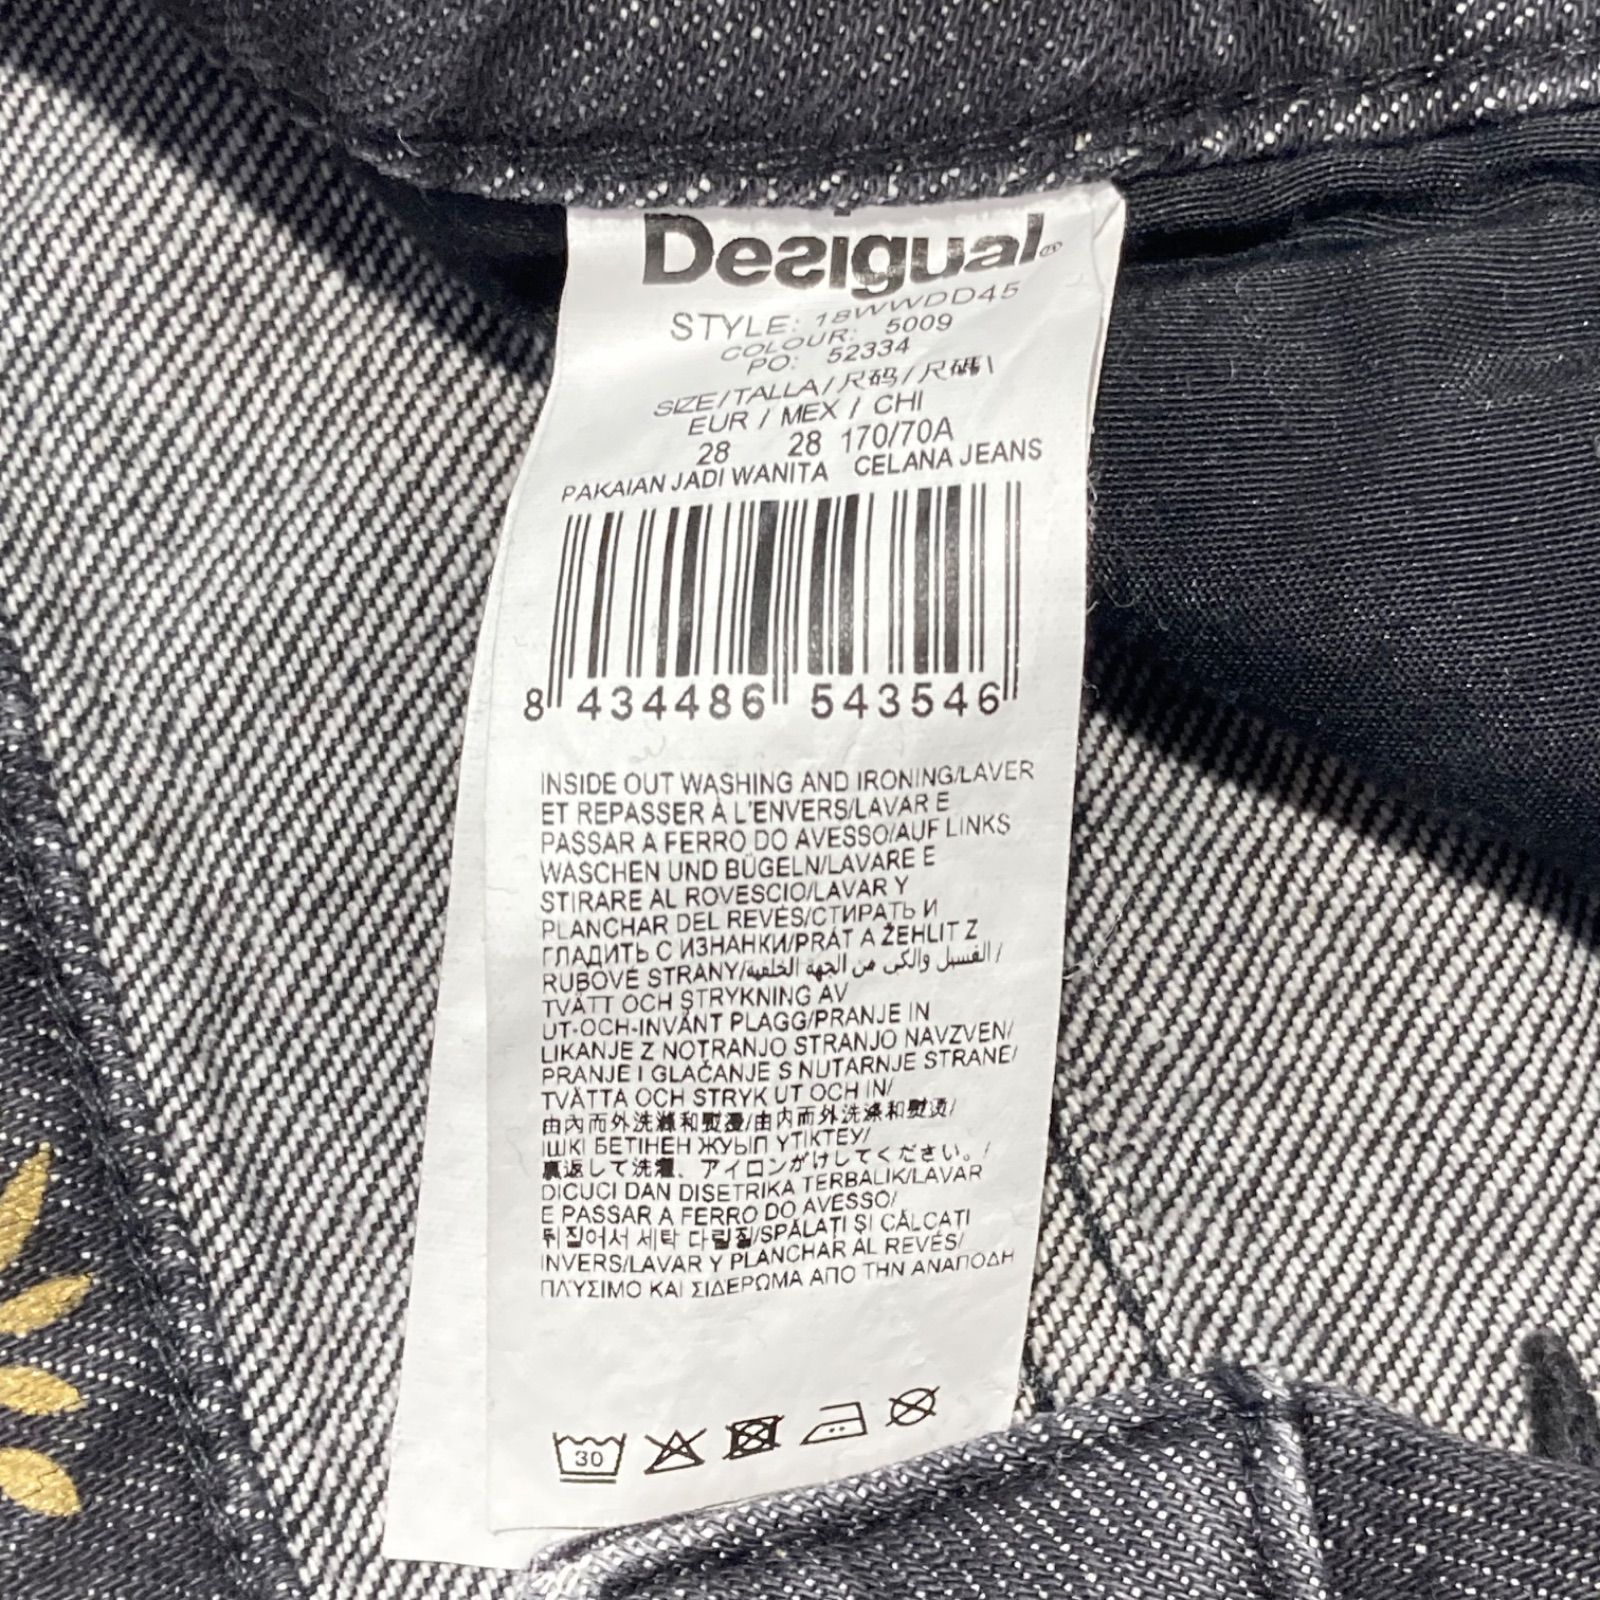 Desigual®
STYLE: 18WWDD45
COLOUR: 5009
PO: 52334
SIZE/TALLA/尺码/尺碼\
EUR / MEX / CHI
28 28 170/70A
PAKAIAN JADI WANITA CELANA JEANS
8 434486 543546
INSIDE OUT WASHING AND IRONING/LAVER
ET REPASSER À L'ENVERS/LAVAR E
PASSAR A FERRO DO AVESSO/AUF LINKS
WASCHEN UND BÜGELN/LAVARE E
STIRARE AL ROVESCIO/LAVAR Y
PLANCHAR DEL REVÉS/СТИРАТЬ И
ГЛАДИТЬ С ИЗНАНКИ/PRÁT A ŽEHLIT Z
RUBOVÉ STRANY/الغسيل والكي من الجهة الخلفية/
TVÄTT OCH STRYKNING AV
UT-OCH-INVÄNT PLAGG/PRANJE IN
LIKANJE Z NOTRANJO STRANJO NAVZVEN/
PRANJE I GLAČANJE S NUTARNJE STRANE/
TVÄTTA OCH STRYK UT OCH IN/
由內而外洗滌和熨燙/由内而外洗涤和熨烫/
ІШКІ БЕТІНЕН ЖУЫП ҮТІКТЕУ/
裏返して洗濯、アイロンがけしてください。/
DICUCI DAN DISETRIKA TERBALIK/LAVAR
E PASSAR A FERRO DO AVESSO/
뒤집어서 세탁 다림질/SPĂLAȚI ȘI CĂLCAȚI
INVERS/LAVAR Y PLANCHAR AL REVÉS/
ΠΛΥΣΙΜΟ ΚΑΙ ΣΙΔΕΡΩΜΑ ΑΠΟ ΤΗΝ ΑΝΑΠΟΔΗ
30